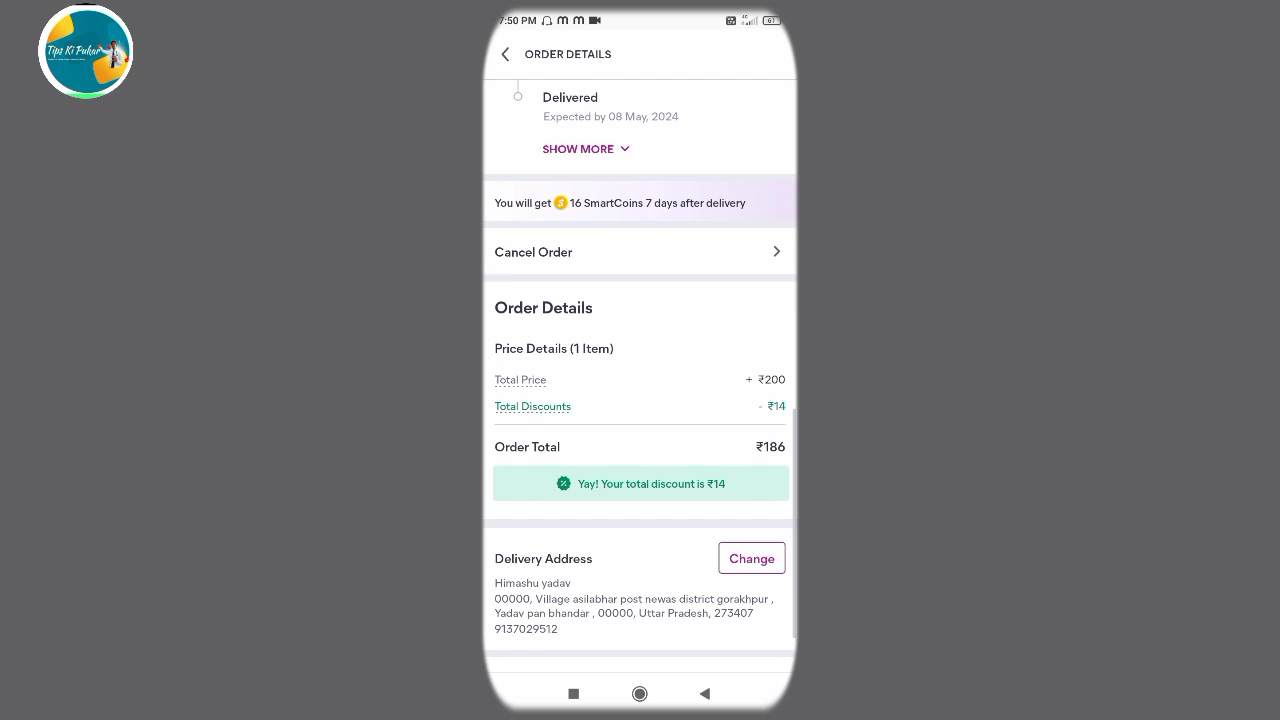 Tips Ki Pukar
7:50 PM
61
ORDER DETAILS
Delivered
Expected by 08 May, 2024
SHOW MORE
You will get 16 SmartCoins 7 days after delivery
Cancel Order
Order Details
Price Details (1 Item)
Total Price + ₹200
Total Discounts - ₹14
Order Total ₹186
Yay! Your total discount is ₹14
Delivery Address Change
Himashu yadav
00000, Village asilabhar post newas district gorakhpur ,
Yadav pan bhandar , 00000, Uttar Pradesh, 273407
9137029512